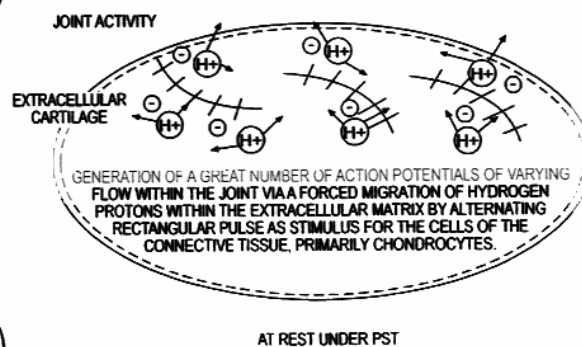 JOINT ACTIVITY
⊖ H+
⊖ H+
H+ ⊖
EXTRACELLULAR
CARTILAGE
⊖ H+
⊖ H+
⊖ H+
⊖ H+
GENERATION OF A GREAT NUMBER OF ACTION POTENTIALS OF VARYING
FLOW WITHIN THE JOINT VIA A FORCED MIGRATION OF HYDROGEN
PROTONS WITHIN THE EXTRACELLULAR MATRIX BY ALTERNATING
RECTANGULAR PULSE AS STIMULUS FOR THE CELLS OF THE
CONNECTIVE TISSUE, PRIMARILY CHONDROCYTES.
AT REST UNDER PST